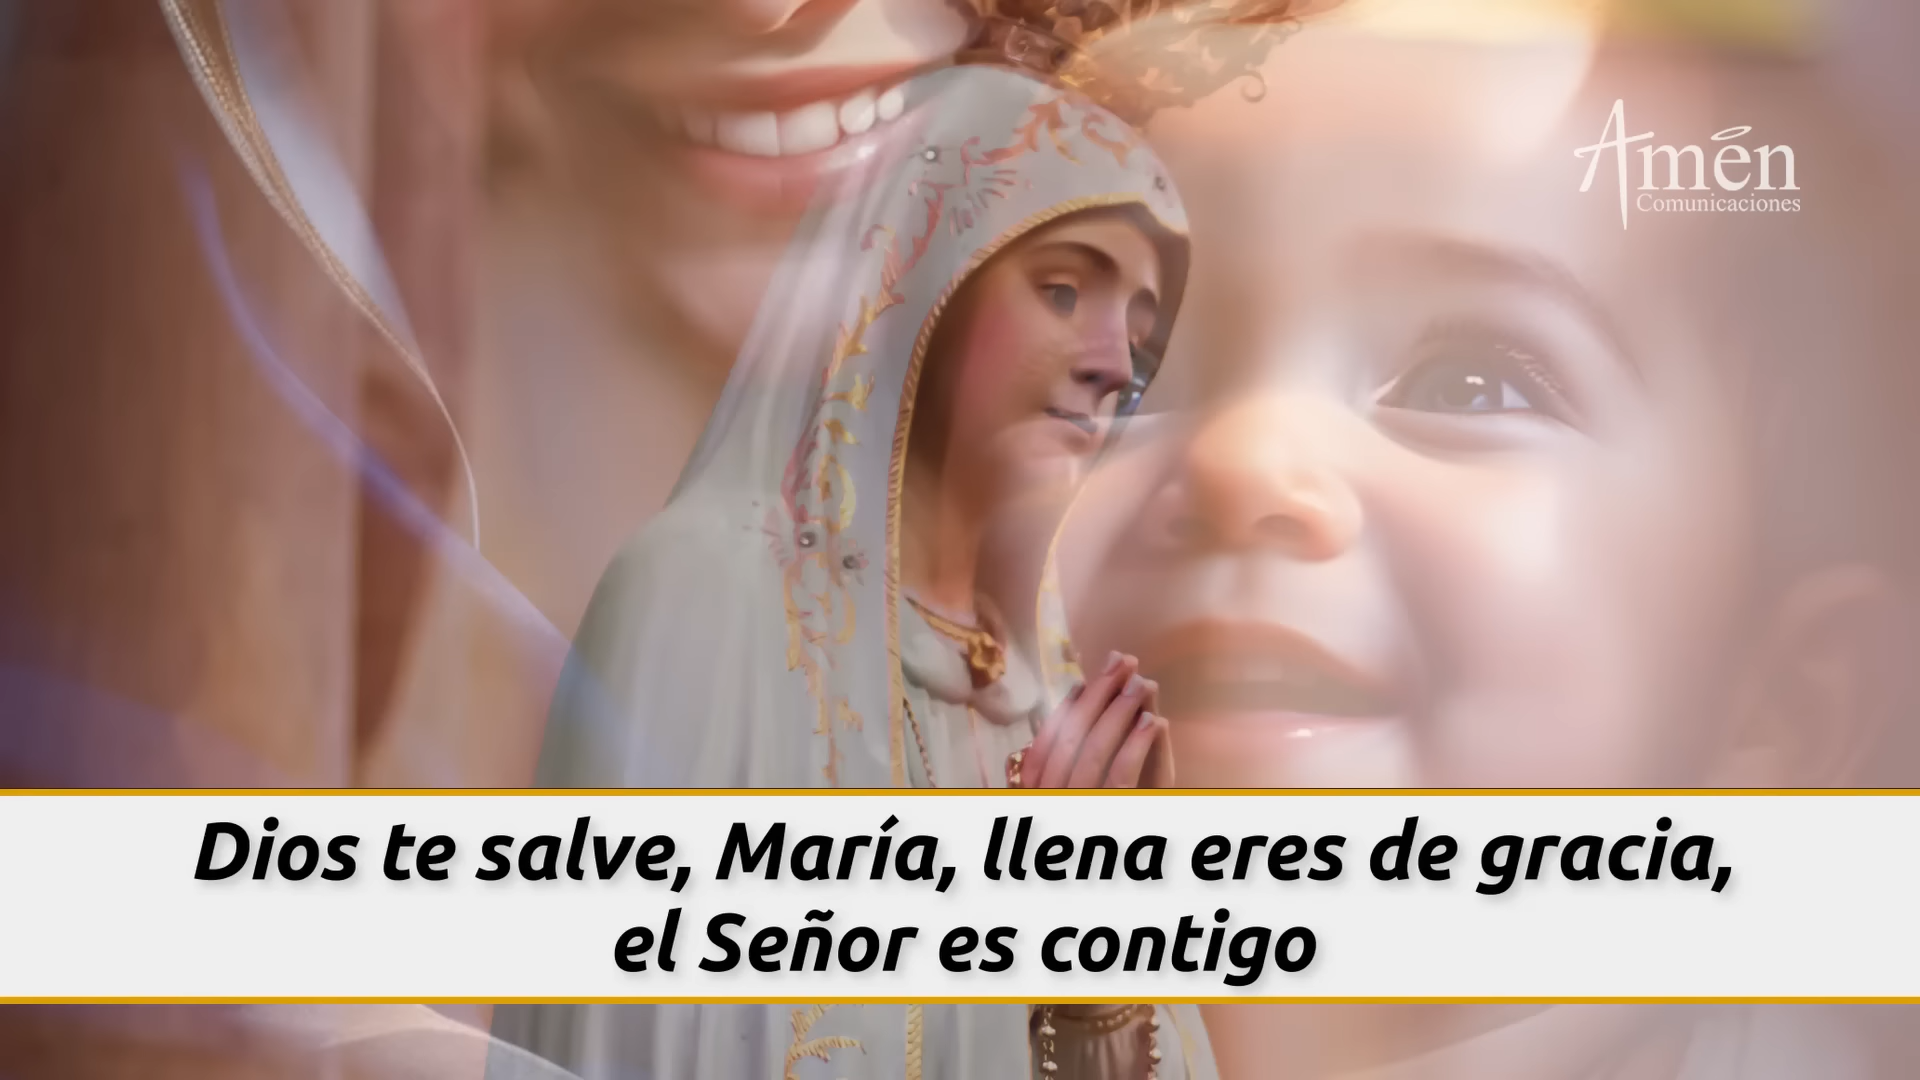 Amén
Comunicaciones
Dios te salve, María, llena eres de gracia,
el Señor es contigo